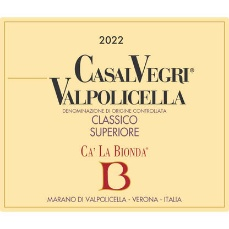 2022
CASALVEGRI®
VALPOLICELLA
DENOMINAZIONE DI ORIGINE CONTROLLATA
CLASSICO
SUPERIORE
CA' LA BIONDA®
B
MARANO DI VALPOLICELLA - VERONA - ITALIA